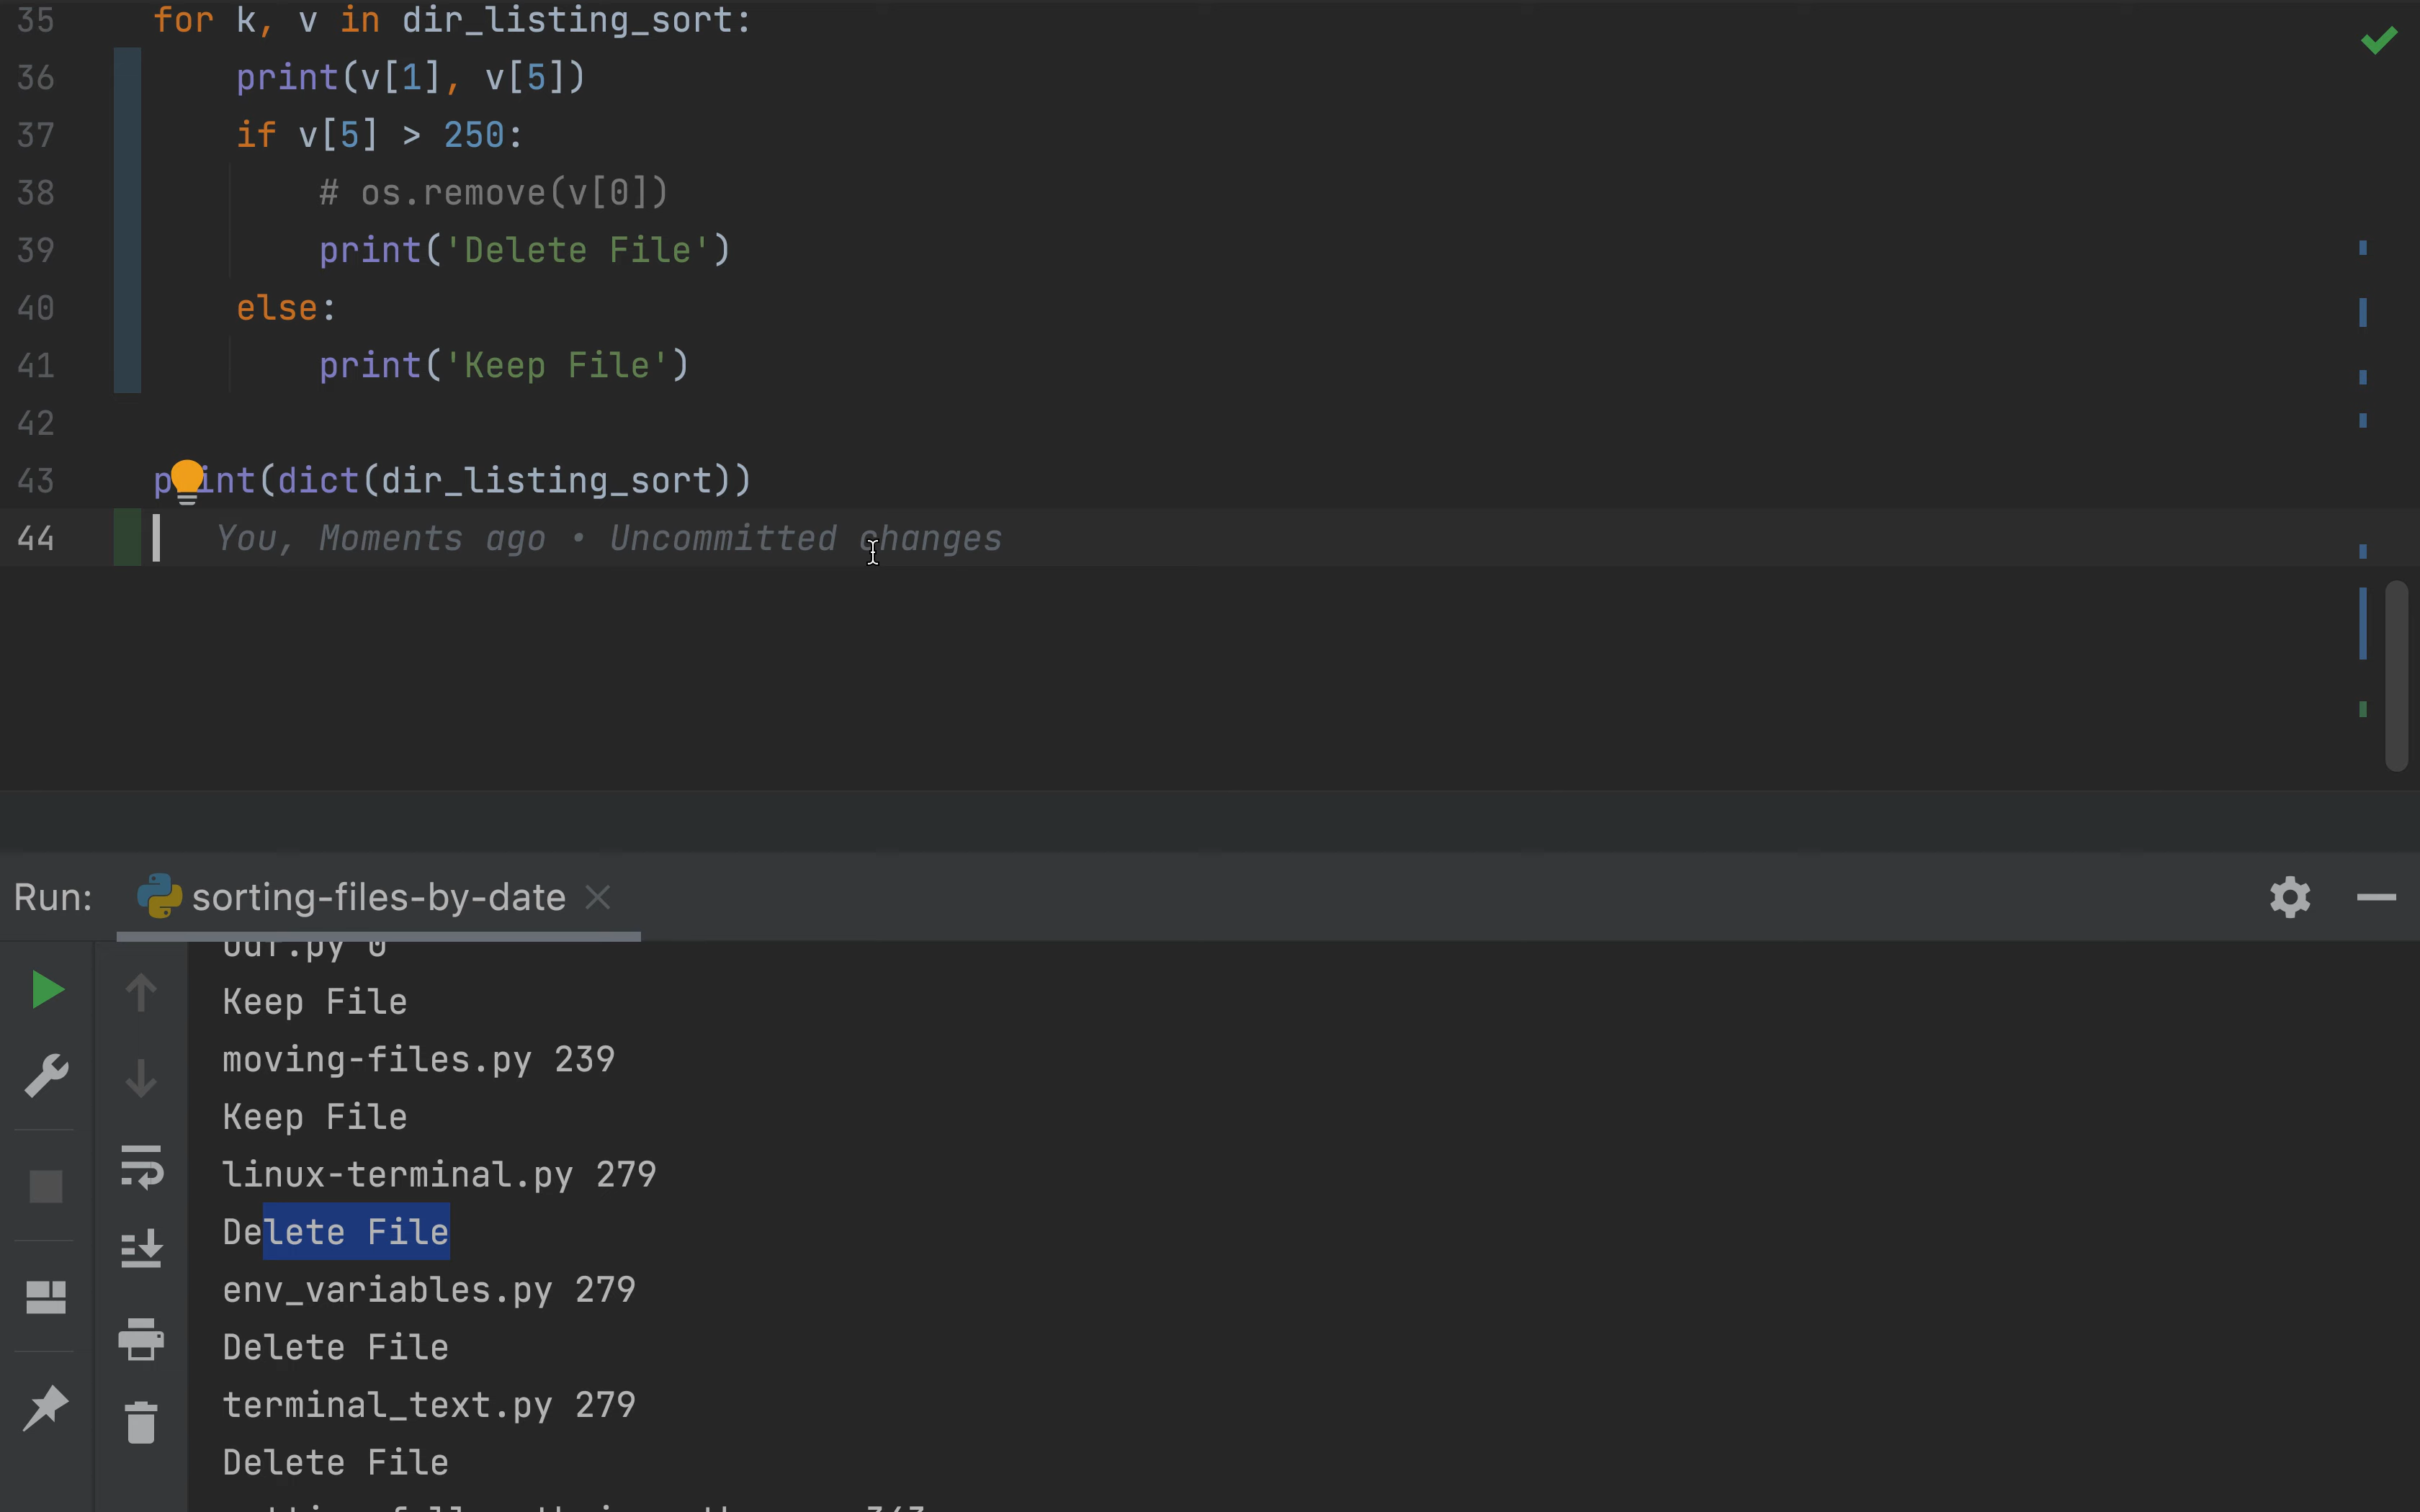 35 for k, v in dir_listing_sort:
36 print(v[1], v[5])
37 if v[5] > 250:
38 # os.remove(v[0])
39 print('Delete File')
40 else:
41 print('Keep File')
42
43 print(dict(dir_listing_sort))
44 You, Moments ago • Uncommitted changes
Run: sorting-files-by-date
Keep File
moving-files.py 239
Keep File
linux-terminal.py 279
Delete File
env_variables.py 279
Delete File
terminal_text.py 279
Delete File